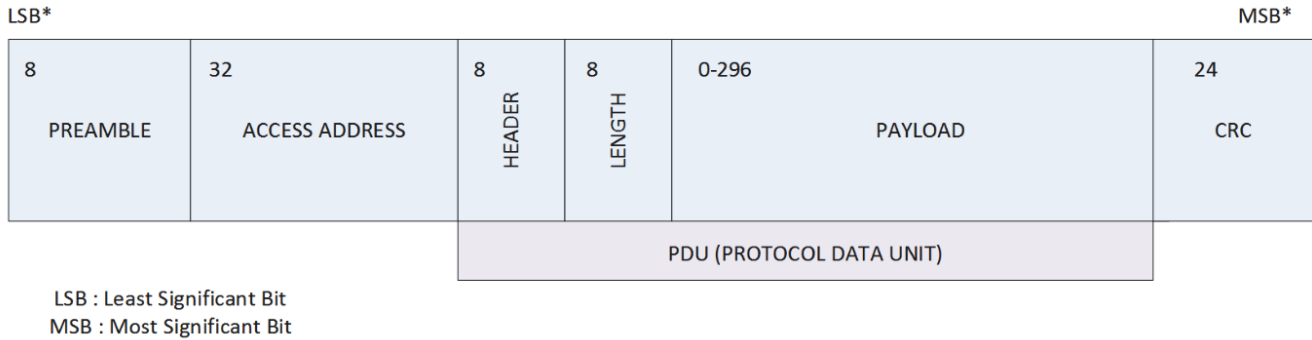 LSB* MSB*
8 32 8 8 0-296 24
PREAMBLE ACCESS ADDRESS HEADER LENGTH PAYLOAD CRC
PDU (PROTOCOL DATA UNIT)
LSB : Least Significant Bit
MSB : Most Significant Bit